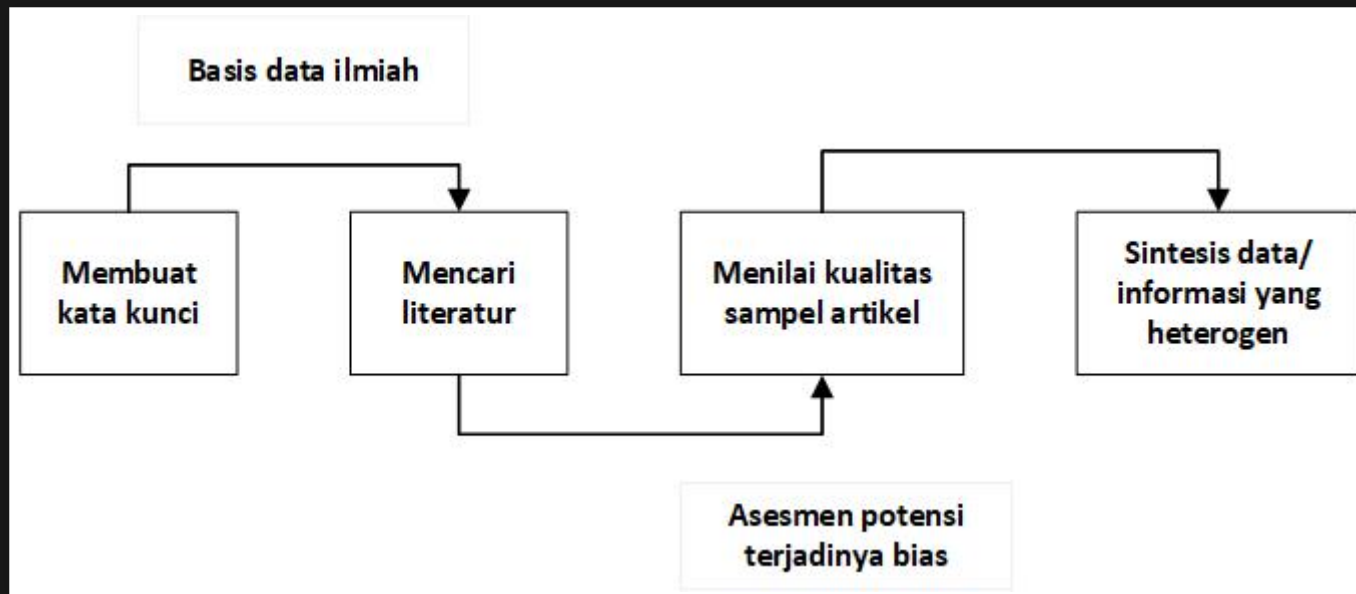 Basis data ilmiah
Membuat
kata kunci
Mencari
literatur
Menilai kualitas
sampel artikel
Sintesis data/
informasi yang
heterogen
Asesmen potensi
terjadinya bias